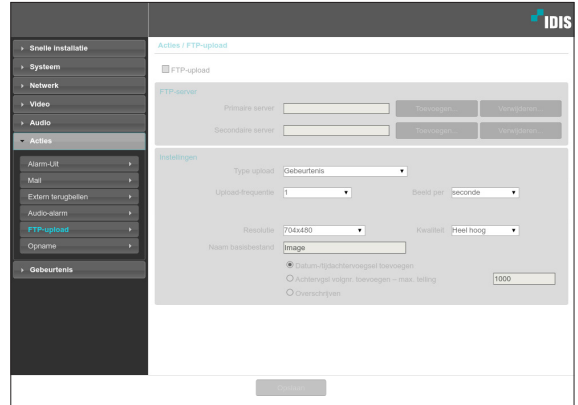 IDIS
Snelle installatie
Systeem
Netwerk
Video
Audio
Acties
Alarm-Uit
Mail
Extern terugbellen
Audio-alarm
FTP-upload
Opname
Gebeurtenis
Acties / FTP-upload
FTP-upload
FTP-server
Primaire server Toevoegen... Verwijderen...
Secondaire server Toevoegen... Verwijderen...
Instellingen
Type upload Gebeurtenis
Upload-frequentie 1 Beeld per seconde
Resolutie 704x480 Kwaliteit Heel hoog
Naam basisbestand Image
Datum-/tijdachtervoegsel toevoegen
toevoegen – max. telling: 1000
Overschrijven